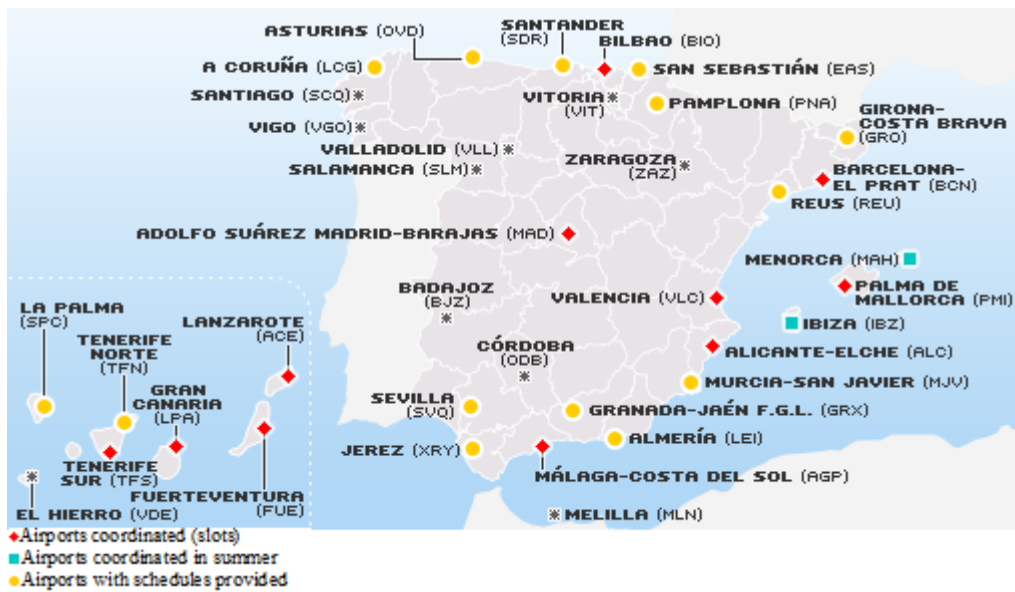 ASTURIAS (OVD)
SANTANDER
(SDR)
BILBAO (BIO)
A CORUÑA (LCG)
SAN SEBASTIÁN (EAS)
SANTIAGO (SCQ)
VITORIA
(VIT)
PAMPLONA (PNA)
GIRONA-
COSTA BRAVA
(GRO)
VIGO (VGO)
VALLADOLID (VLL)
SALAMANCA (SLM)
ZARAGOZA
(ZAZ)
BARCELONA-
EL PRAT (BCN)
REUS (REU)
ADOLFO SUÁREZ MADRID-BARAJAS (MAD)
MENORCA (MAH)
PALMA DE
MALLORCA (PMI)
BADAJOZ
(BJZ)
VALENCIA (VLC)
IBIZA (IBZ)
CÓRDOBA
(ODB)
ALICANTE-ELCHE (ALC)
MURCIA-SAN JAVIER (MJV)
SEVILLA
(SVQ)
GRANADA-JAÉN F.G.L. (GRX)
JEREZ (XRY)
ALMERÍA (LEI)
MÁLAGA-COSTA DEL SOL (AGP)
MELILLA (MLN)
LA PALMA
(SPC)
LANZAROTE
(ACE)
TENERIFE
NORTE
(TFN)
GRAN
CANARIA
(LPA)
TENERIFE
SUR (TFS)
FUERTEVENTURA
(FUE)
EL HIERRO (VDE)
Airports coordinated (slots)
Airports coordinated in summer
Airports with schedules provided